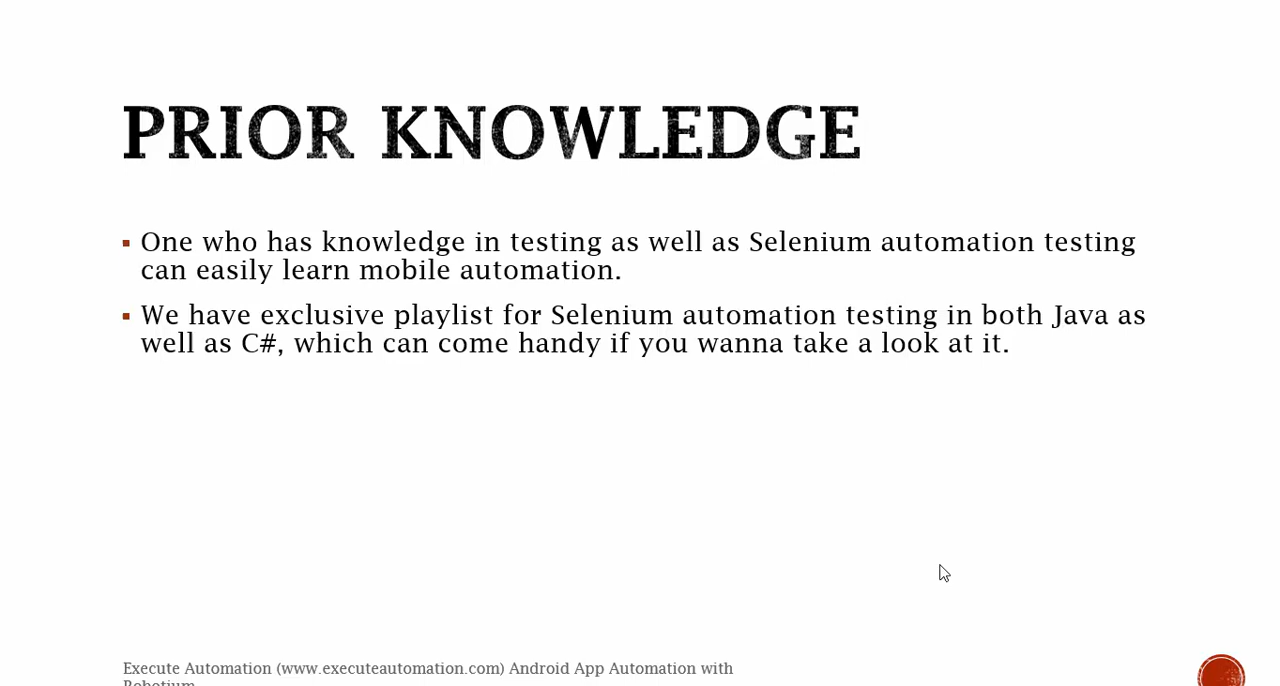 PRIOR KNOWLEDGE
▪ One who has knowledge in testing as well as Selenium automation testing
can easily learn mobile automation.
▪ We have exclusive playlist for Selenium automation testing in both Java as
well as C#, which can come handy if you wanna take a look at it.
Execute Automation (www.executeautomation.com) Android App Automation with
Robotium